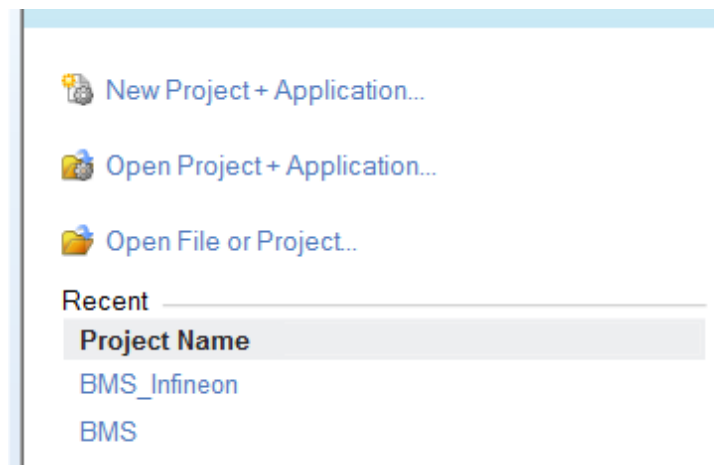 New Project + Application...
Open Project + Application...
Open File or Project...
Recent
Project Name
BMS_Infineon
BMS